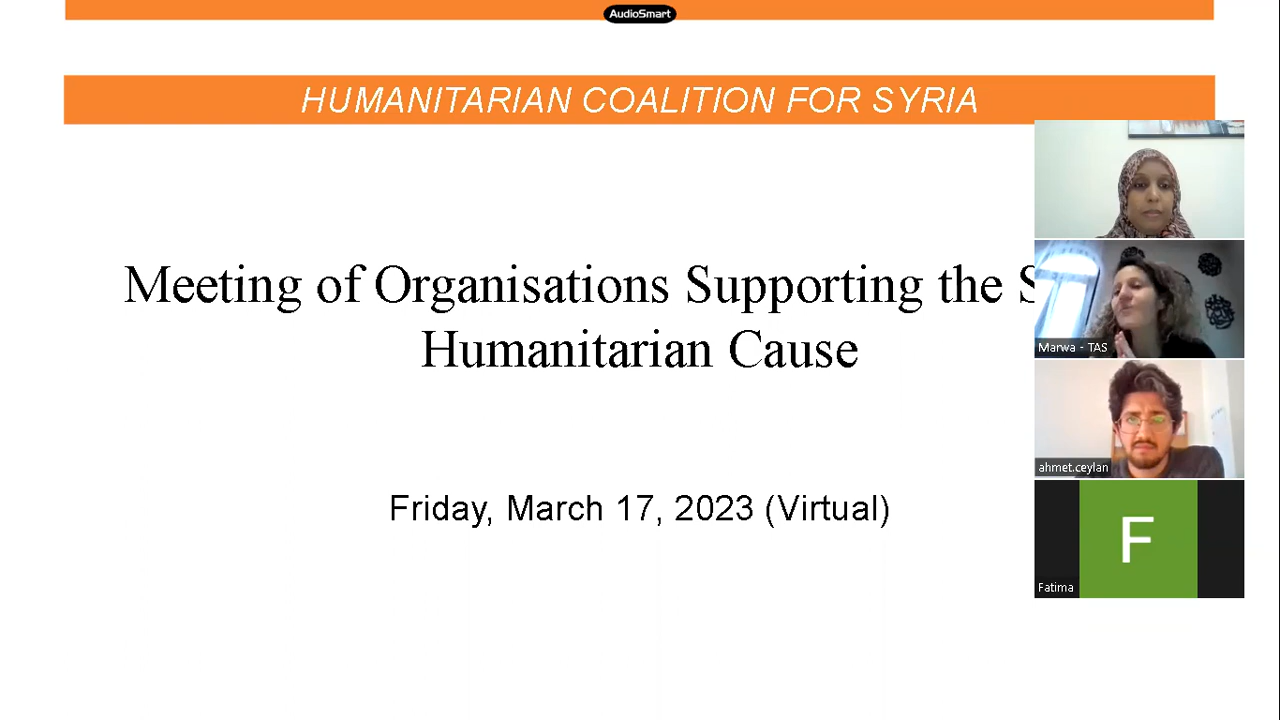 AudioSmart
HUMANITARIAN COALITION FOR SYRIA
Meeting of Organisations Supporting the
Humanitarian Cause
Friday, March 17, 2023 (Virtual)
Marwa - TAS
ahmet.ceylan
F
Fatima